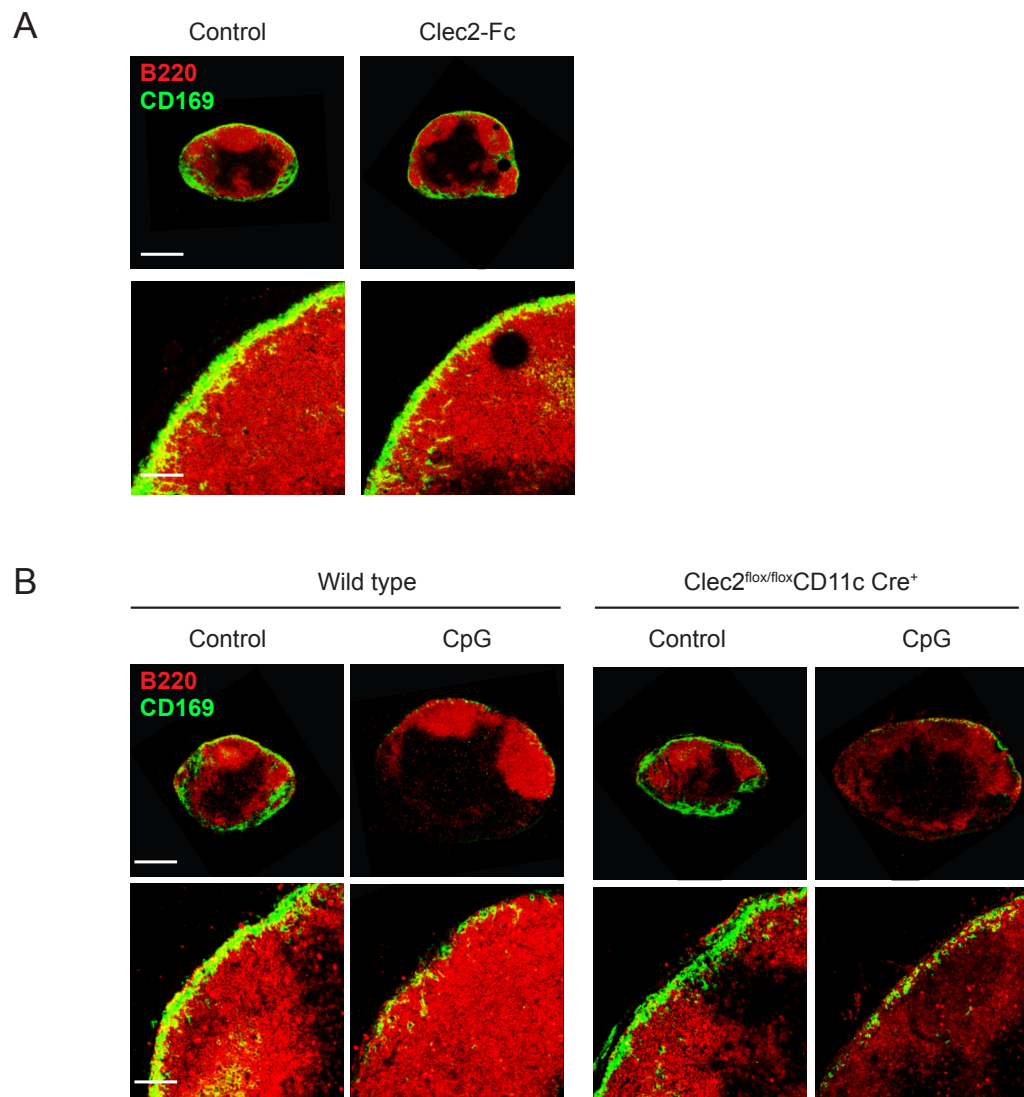 A
Control Clec2-Fc
B220
CD169
B
Wild type Clec2flox/floxCD11c Cre+
Control CpG Control CpG
B220
CD169